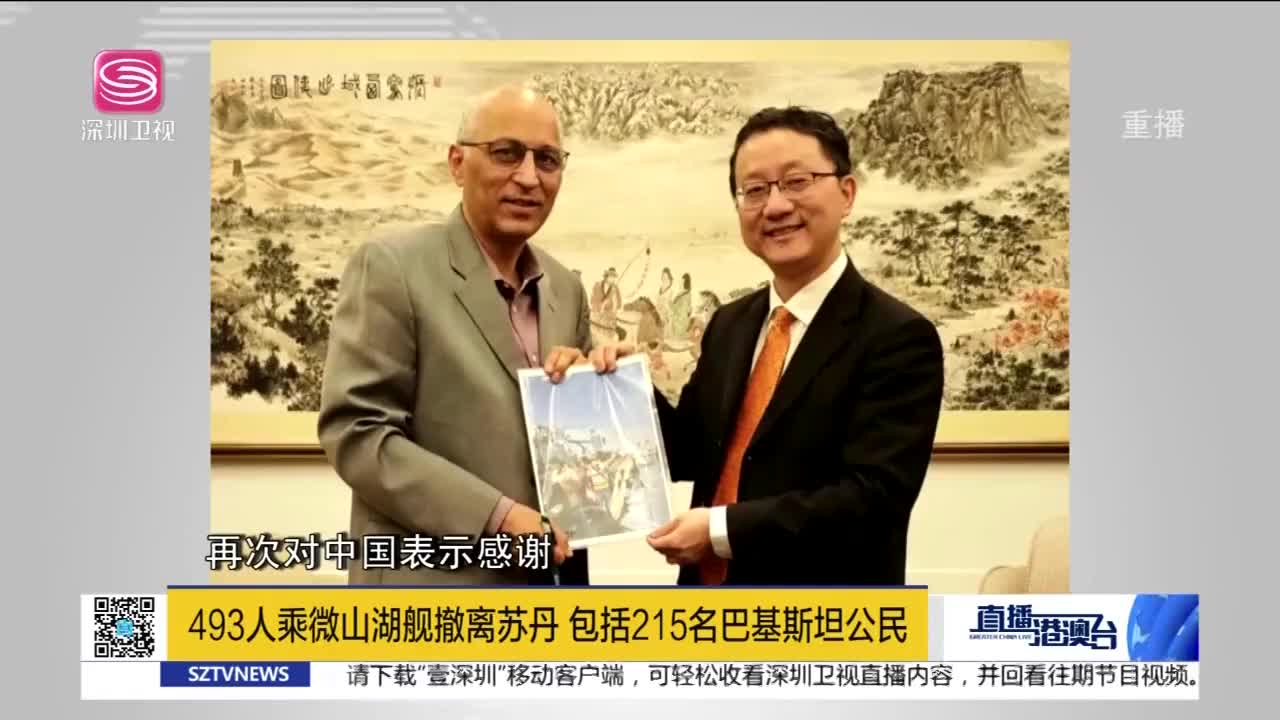 深圳卫视
重播
再次对中国表示感谢
493人乘微山湖舰撤离苏丹 包括215名巴基斯坦公民
直播港澳台
GREATER CHINA LIVE
SZTVNEWS
请下载“壹深圳”移动客户端，可轻松收看深圳卫视直播内容，并回看往期节目视频。